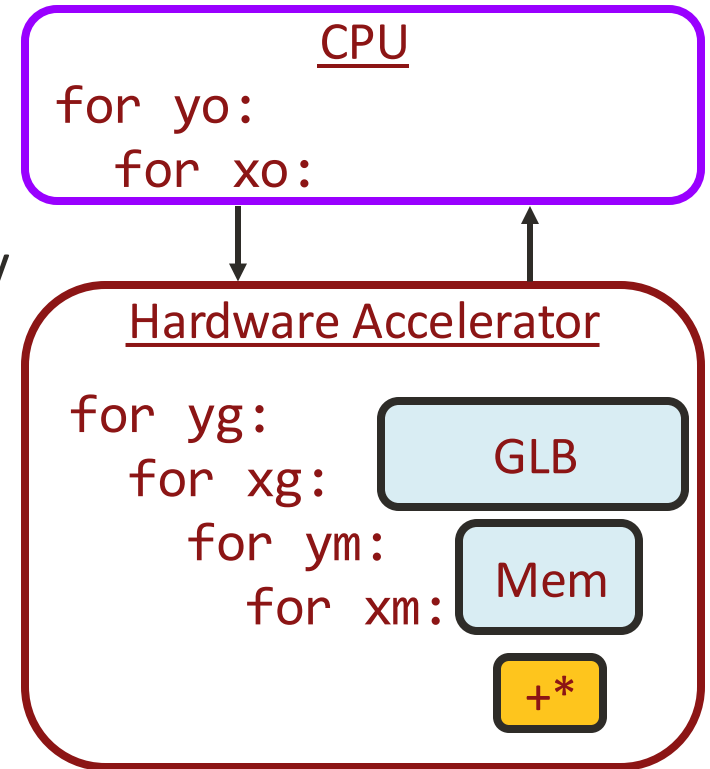 CPU
for yo:
for xo:
Hardware Accelerator
for yg:
GLB
for xg:
for ym:
Mem
for xm:
+*